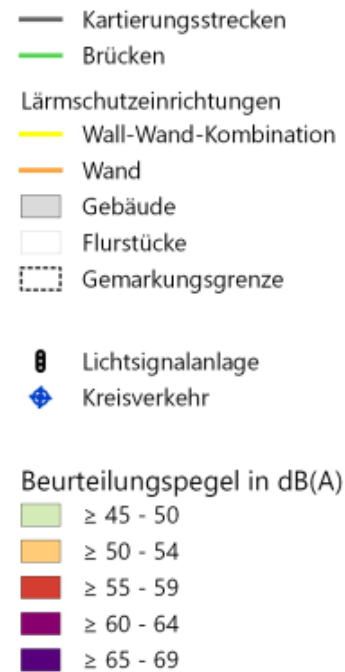 Kartierungsstrecken
Brücken
Lärmschutzeinrichtungen
Wall-Wand-Kombination
Wand
Gebäude
Flurstücke
Gemarkungsgrenze
Lichtsignalanlage
Kreisverkehr
Beurteilungspegel in dB(A)
≥ 45 - 50
≥ 50 - 54
≥ 55 - 59
≥ 60 - 64
≥ 65 - 69